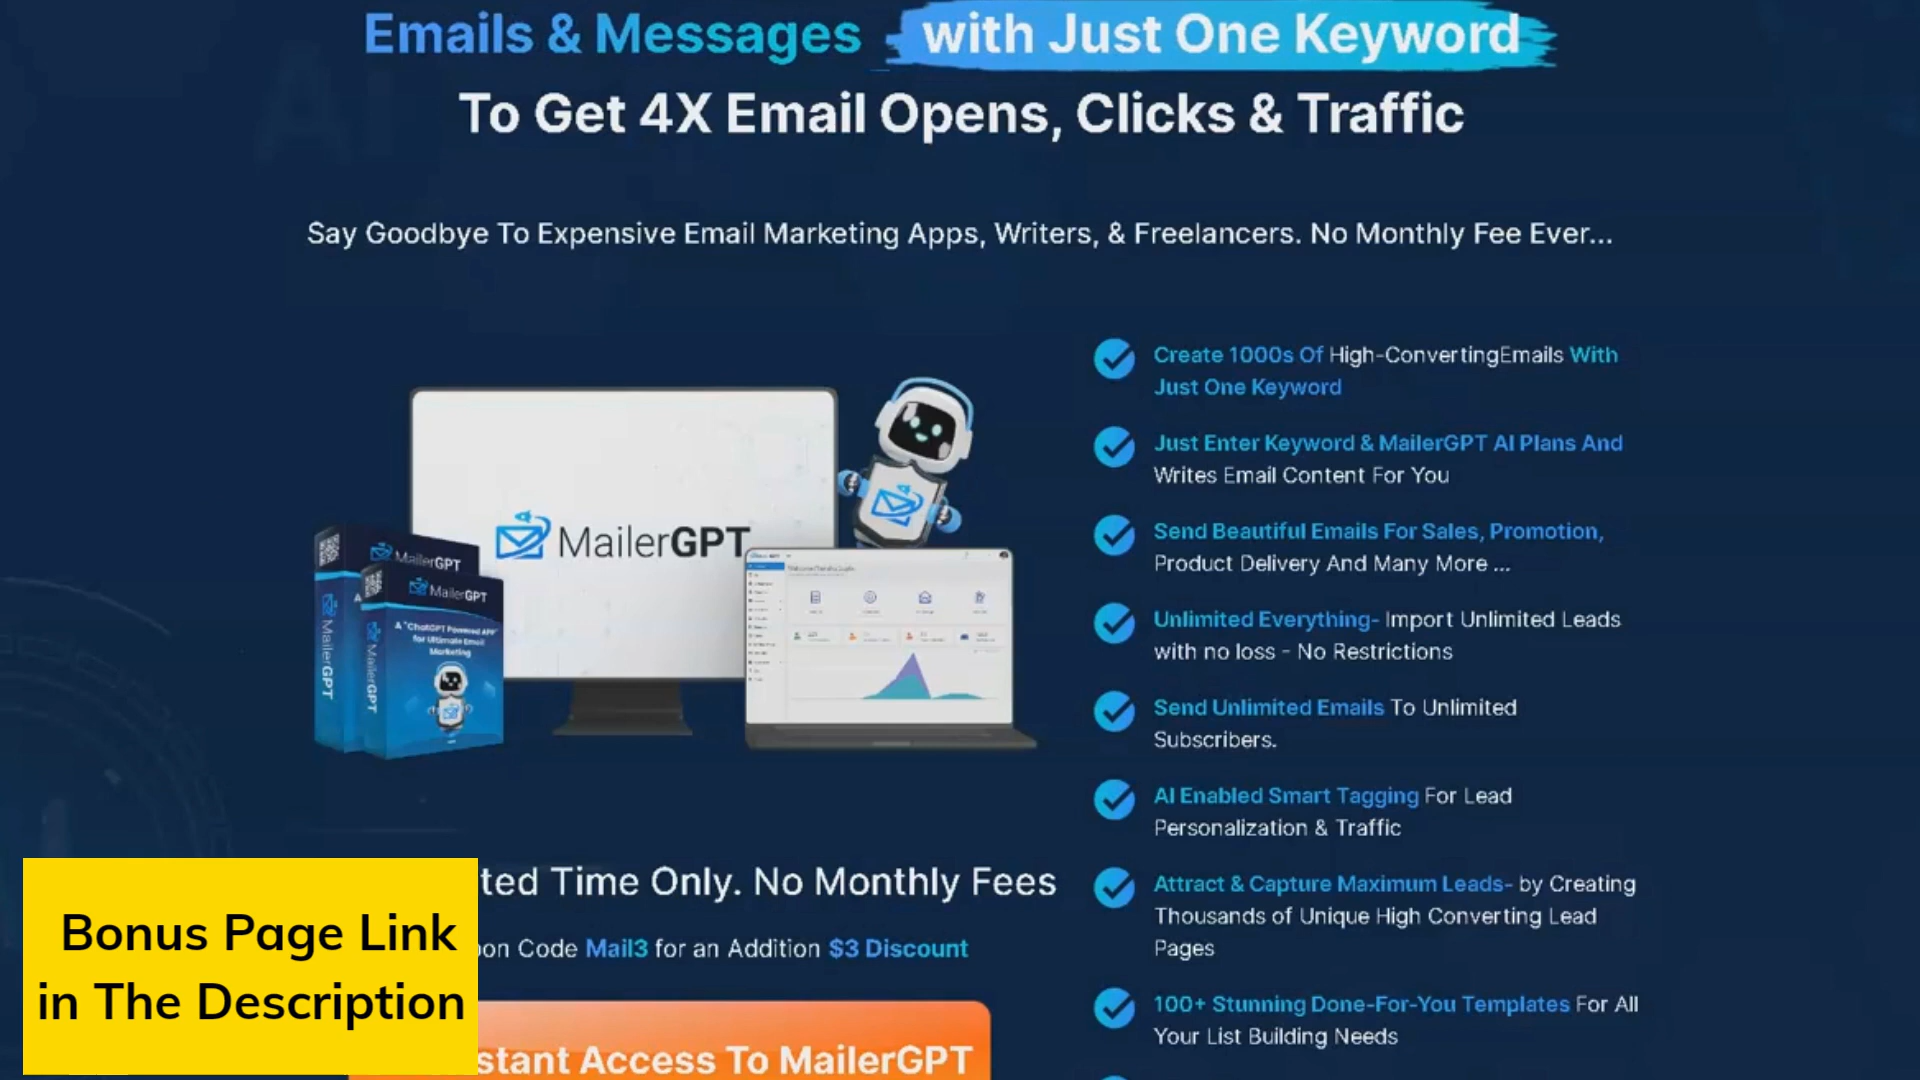 Emails & Messages with Just One Keyword
To Get 4X Email Opens, Clicks & Traffic
Say Goodbye To Expensive Email Marketing Apps, Writers, & Freelancers. No Monthly Fee Ever...
MailerGPT
MailerGPT
MailerGPT
MailerGPT
MailerGPT
A "ChatGPT Powered APP"
for Ultimate Email
Marketing
Create 1000s Of High-ConvertingEmails With
Just One Keyword
Just Enter Keyword & MailerGPT AI Plans And
Writes Email Content For You
Send Beautiful Emails For Sales, Promotion,
Product Delivery And Many More ...
Unlimited Everything- Import Unlimited Leads
with no loss - No Restrictions
Send Unlimited Emails To Unlimited
Subscribers.
AI Enabled Smart Tagging For Lead
Personalization & Traffic
Attract & Capture Maximum Leads- by Creating
Thousands of Unique High Converting Lead
Pages
100+ Stunning Done-For-You Templates For All
Your List Building Needs
ted Time Only. No Monthly Fees
on Code Mail3 for an Addition $3 Discount
stant Access To MailerGPT
Bonus Page Link
in The Description